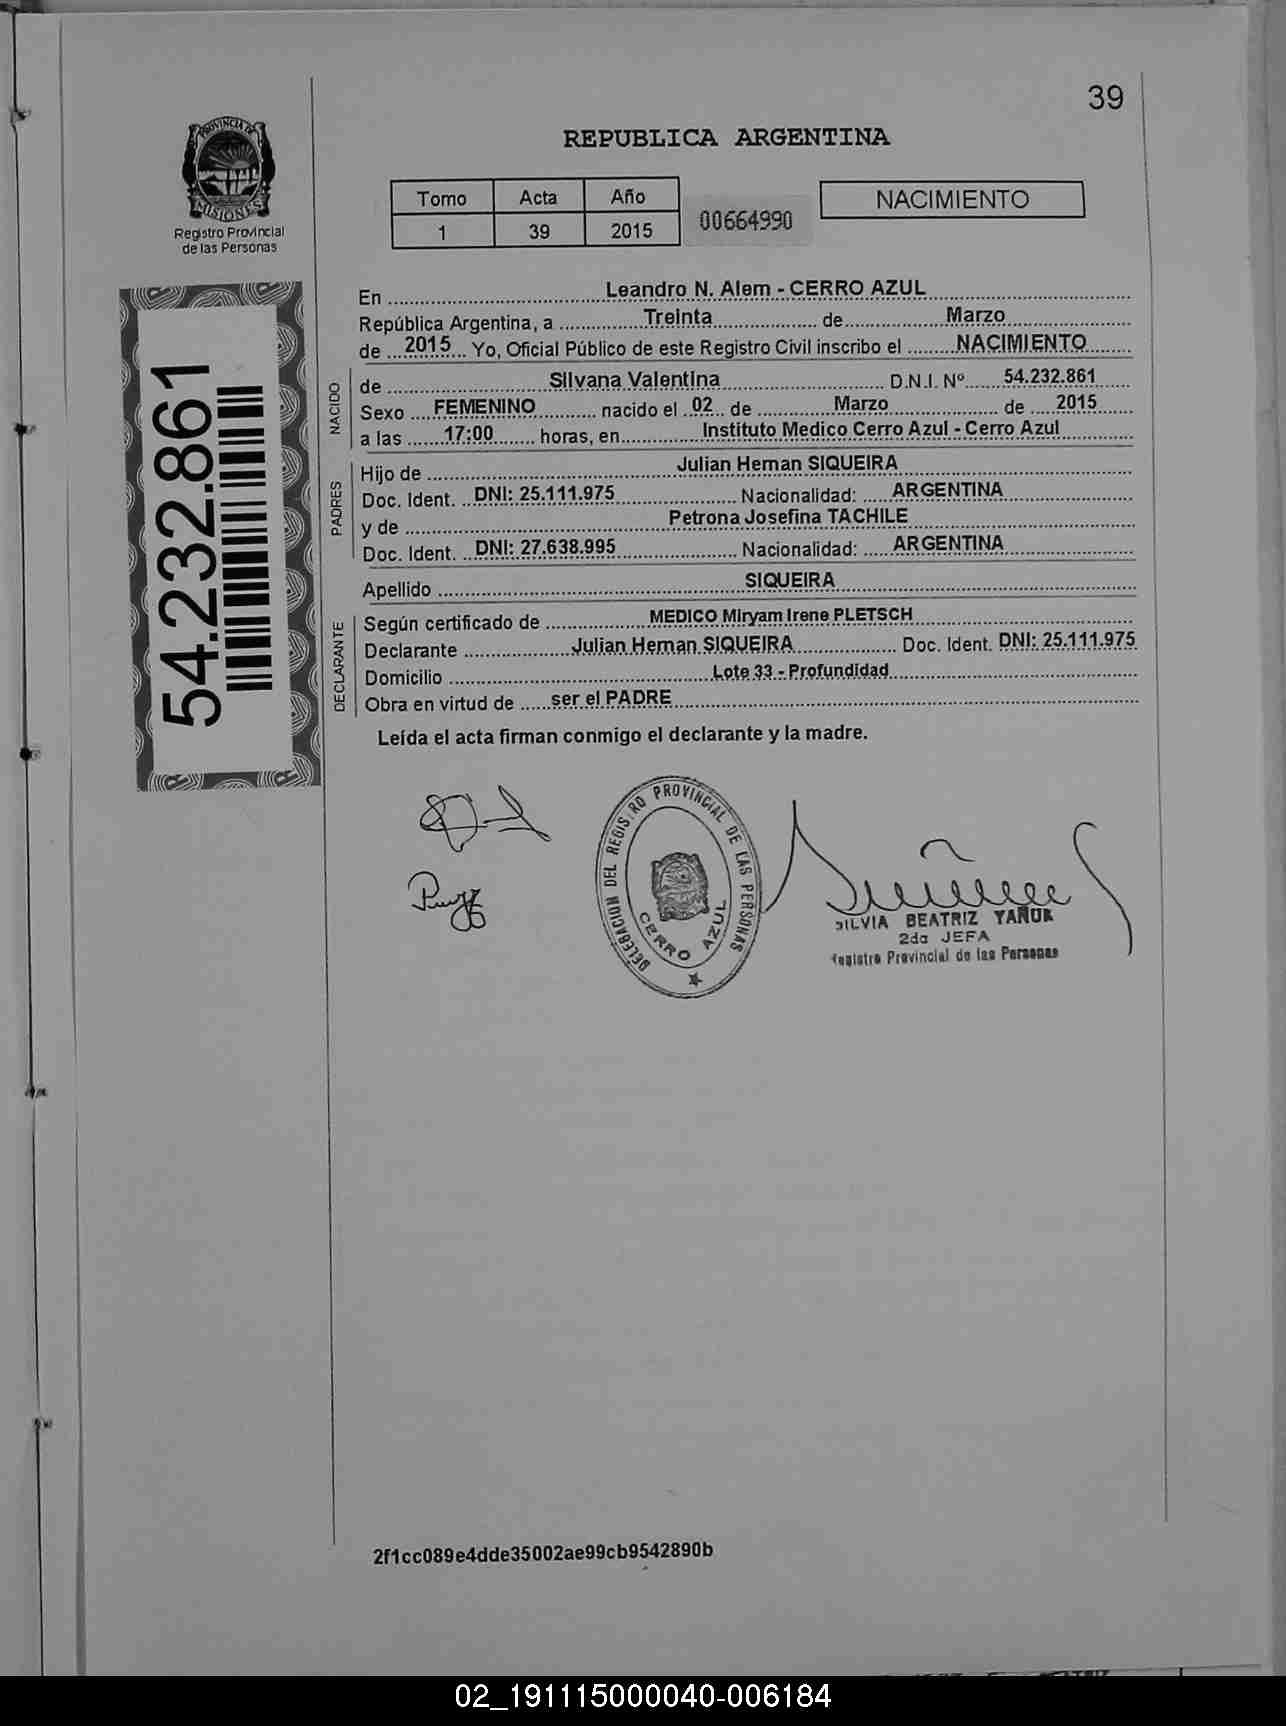 39
PROVINCIA DE
MISIONES
Registro Provincial
de las Personas
REPUBLICA ARGENTINA
Tomo Acta Año
1 39 2015
00664990
NACIMIENTO
54.232.861
En Leandro N. Alem - CERRO AZUL
República Argentina, a Treinta de Marzo
de 2015 Yo, Oficial Público de este Registro Civil inscribo el NACIMIENTO
NACIDO
de Silvana Valentina D.N.I. Nº 54.232.861
Sexo FEMENINO nacido el 02 de Marzo de 2015
a las 17:00 horas, en Instituto Medico Cerro Azul - Cerro Azul
PADRES
Hijo de Julian Hernan SIQUEIRA
Doc. Ident. DNI: 25.111.975 Nacionalidad: ARGENTINA
y de Petrona Josefina TACHILE
Doc. Ident. DNI: 27.638.995 Nacionalidad: ARGENTINA
Apellido SIQUEIRA
DECLARANTE
Según certificado de MEDICO Miryam Irene PLETSCH
Declarante Julian Hernan SIQUEIRA Doc. Ident. DNI: 25.111.975
Domicilio Lote 33 - Profundidad
Obra en virtud de ser el PADRE
Leída el acta firman conmigo el declarante y la madre.
DELEGACION DEL REGISTRO PROVINCIAL DE LAS PERSONAS
CERRO AZUL
SILVIA BEATRIZ YAÑUK
2da JEFA
Registro Provincial de las Personas
2f1cc089e4dde35002ae99cb9542890b
02_191115000040-006184